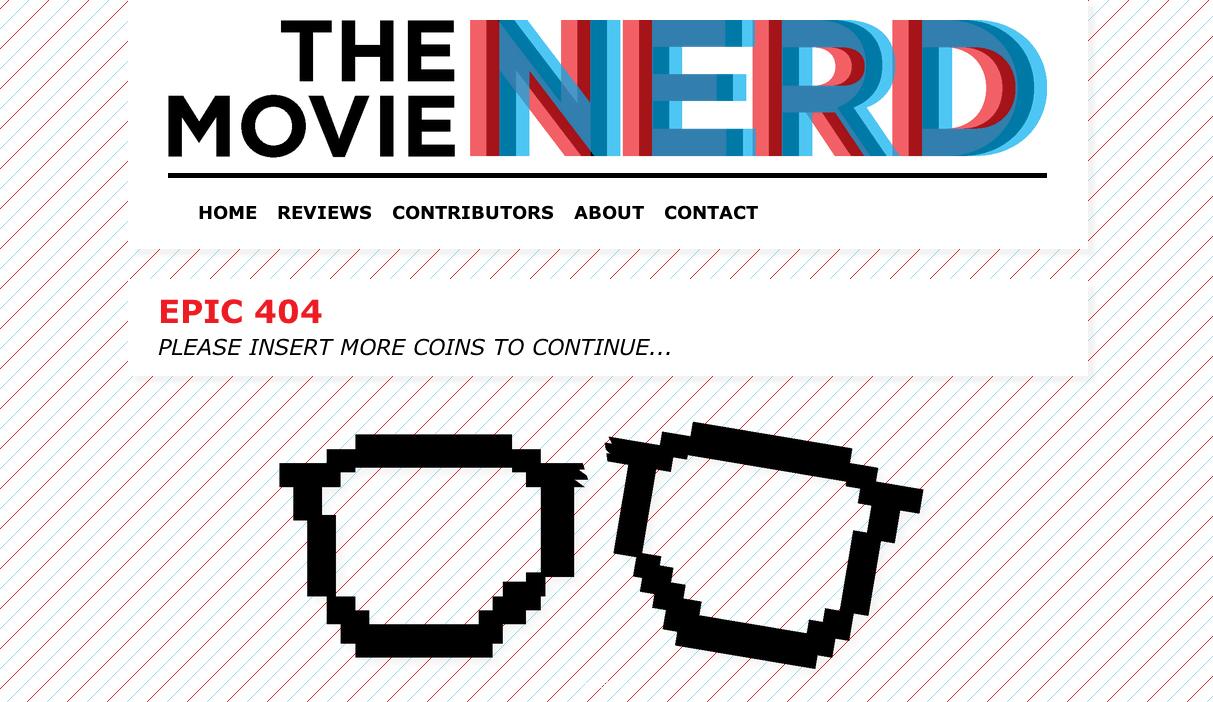 THE
MOVIE NERD
HOME REVIEWS CONTRIBUTORS ABOUT CONTACT
EPIC 404
PLEASE INSERT MORE COINS TO CONTINUE...